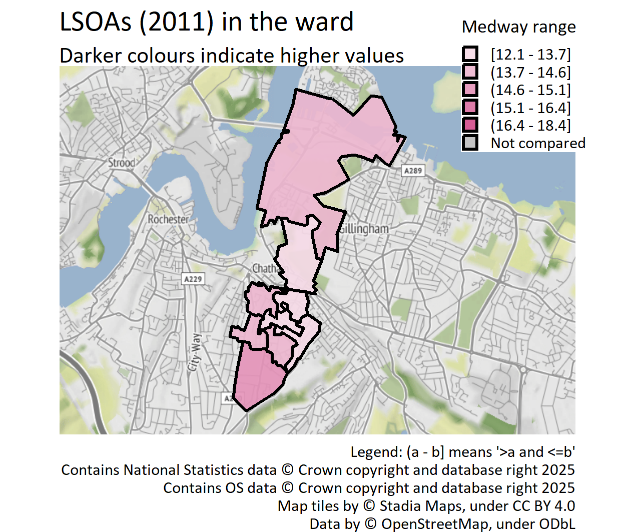 LSOAs (2011) in the ward
Darker colours indicate higher values
Medway range
[12.1 - 13.7]
(13.7 - 14.6]
(14.6 - 15.1]
(15.1 - 16.4]
(16.4 - 18.4]
Not compared
Strood
A289
Rochester
Gillingham
Chath
A229
City Way
A2
Legend: (a - b] means '>a and <=b'
Contains National Statistics data © Crown copyright and database right 2025
Contains OS data © Crown copyright and database right 2025
Map tiles by © Stadia Maps, under CC BY 4.0
Data by © OpenStreetMap, under ODbL